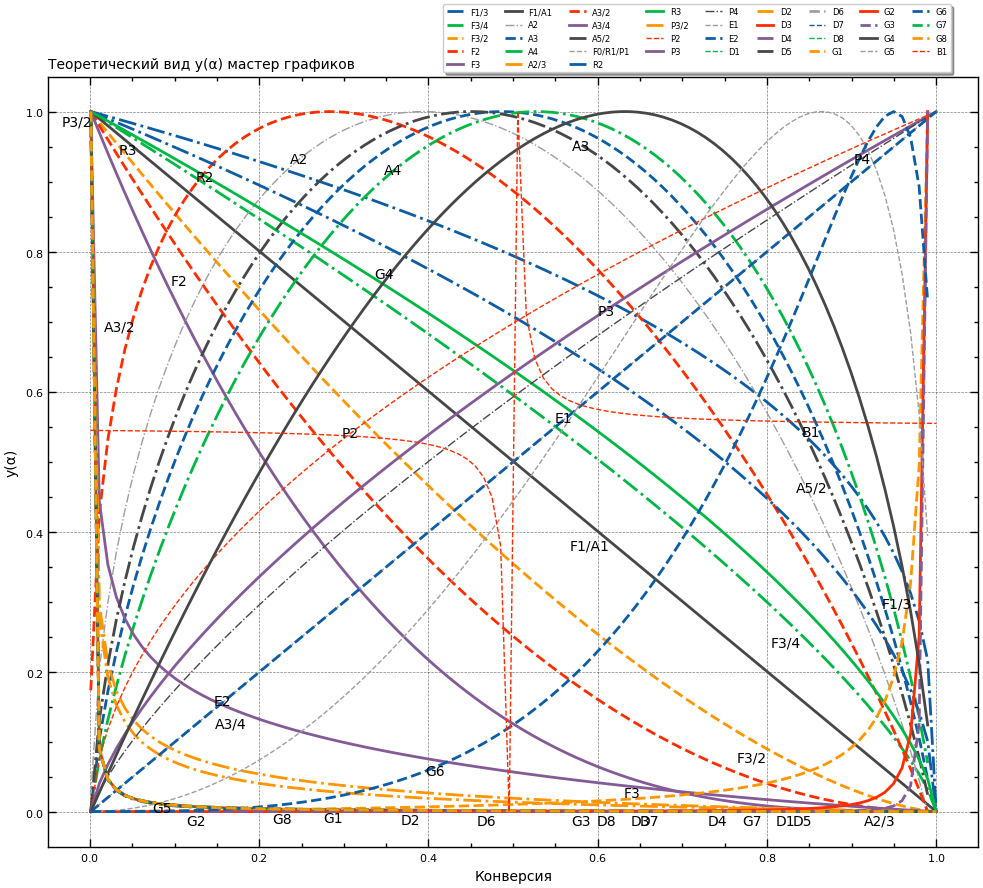 F1/3 F1/A1 A3/2 R3 P4 D2 D6 G2 G6
F3/4 A2 A3/4 P3/2 E1 D3 D7 G3 G7
F3/2 A3 A5/2 P2 E2 D4 D8 G4 G8
F2 A4 F0/R1/P1 P3 D1 D5 G1 G5 B1
F3 A2/3 R2
Теоретический вид y(α) мастер графиков
1.0
0.8
0.6
0.4
0.2
0.0
y(α)
P3/2
R3
R2
A2
A4
A3
P4
F2
G4
A3/2
P3
P2
E1
B1
A5/2
F1/A1
F1/3
F3/4
E2
A3/4
G6
F3/2
F3
G5
G2
G8
G1
D2
D6
G3
D8
D3
D7
D4
G7
D1
D5
A2/3
0.0 0.2 0.4 0.6 0.8 1.0
Конверсия